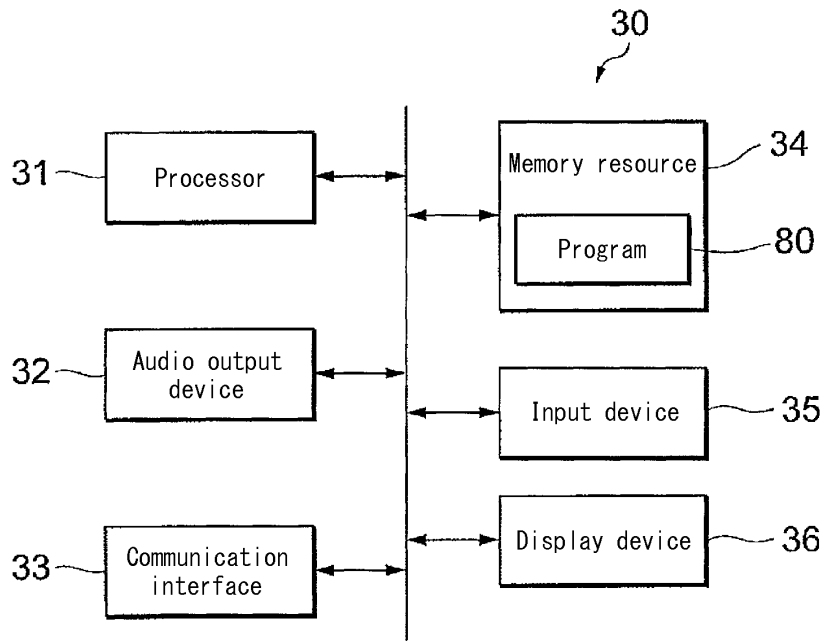 30
31
Processor
Memory resource
34
Program
80
32
Audio output
device
Input device
35
33
Communication
interface
Display device
36